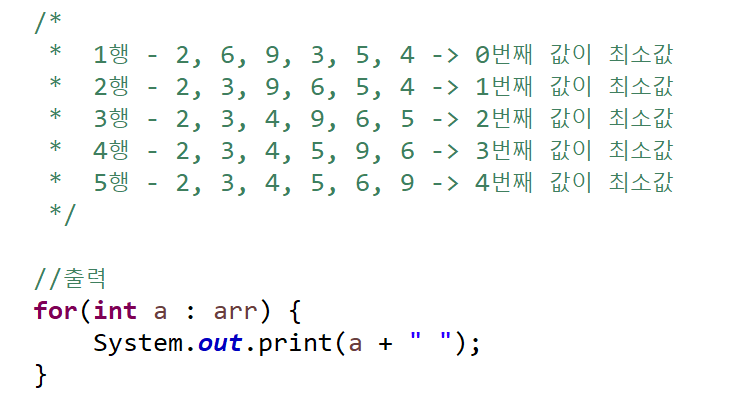 /*
 *  1행 - 2, 6, 9, 3, 5, 4 -> 0번째 값이 최소값
 *  2행 - 2, 3, 9, 6, 5, 4 -> 1번째 값이 최소값
 *  3행 - 2, 3, 4, 9, 6, 5 -> 2번째 값이 최소값
 *  4행 - 2, 3, 4, 5, 9, 6 -> 3번째 값이 최소값
 *  5행 - 2, 3, 4, 5, 6, 9 -> 4번째 값이 최소값
 */
//출력
for(int a : arr) {
    System.out.print(a + " ");
}